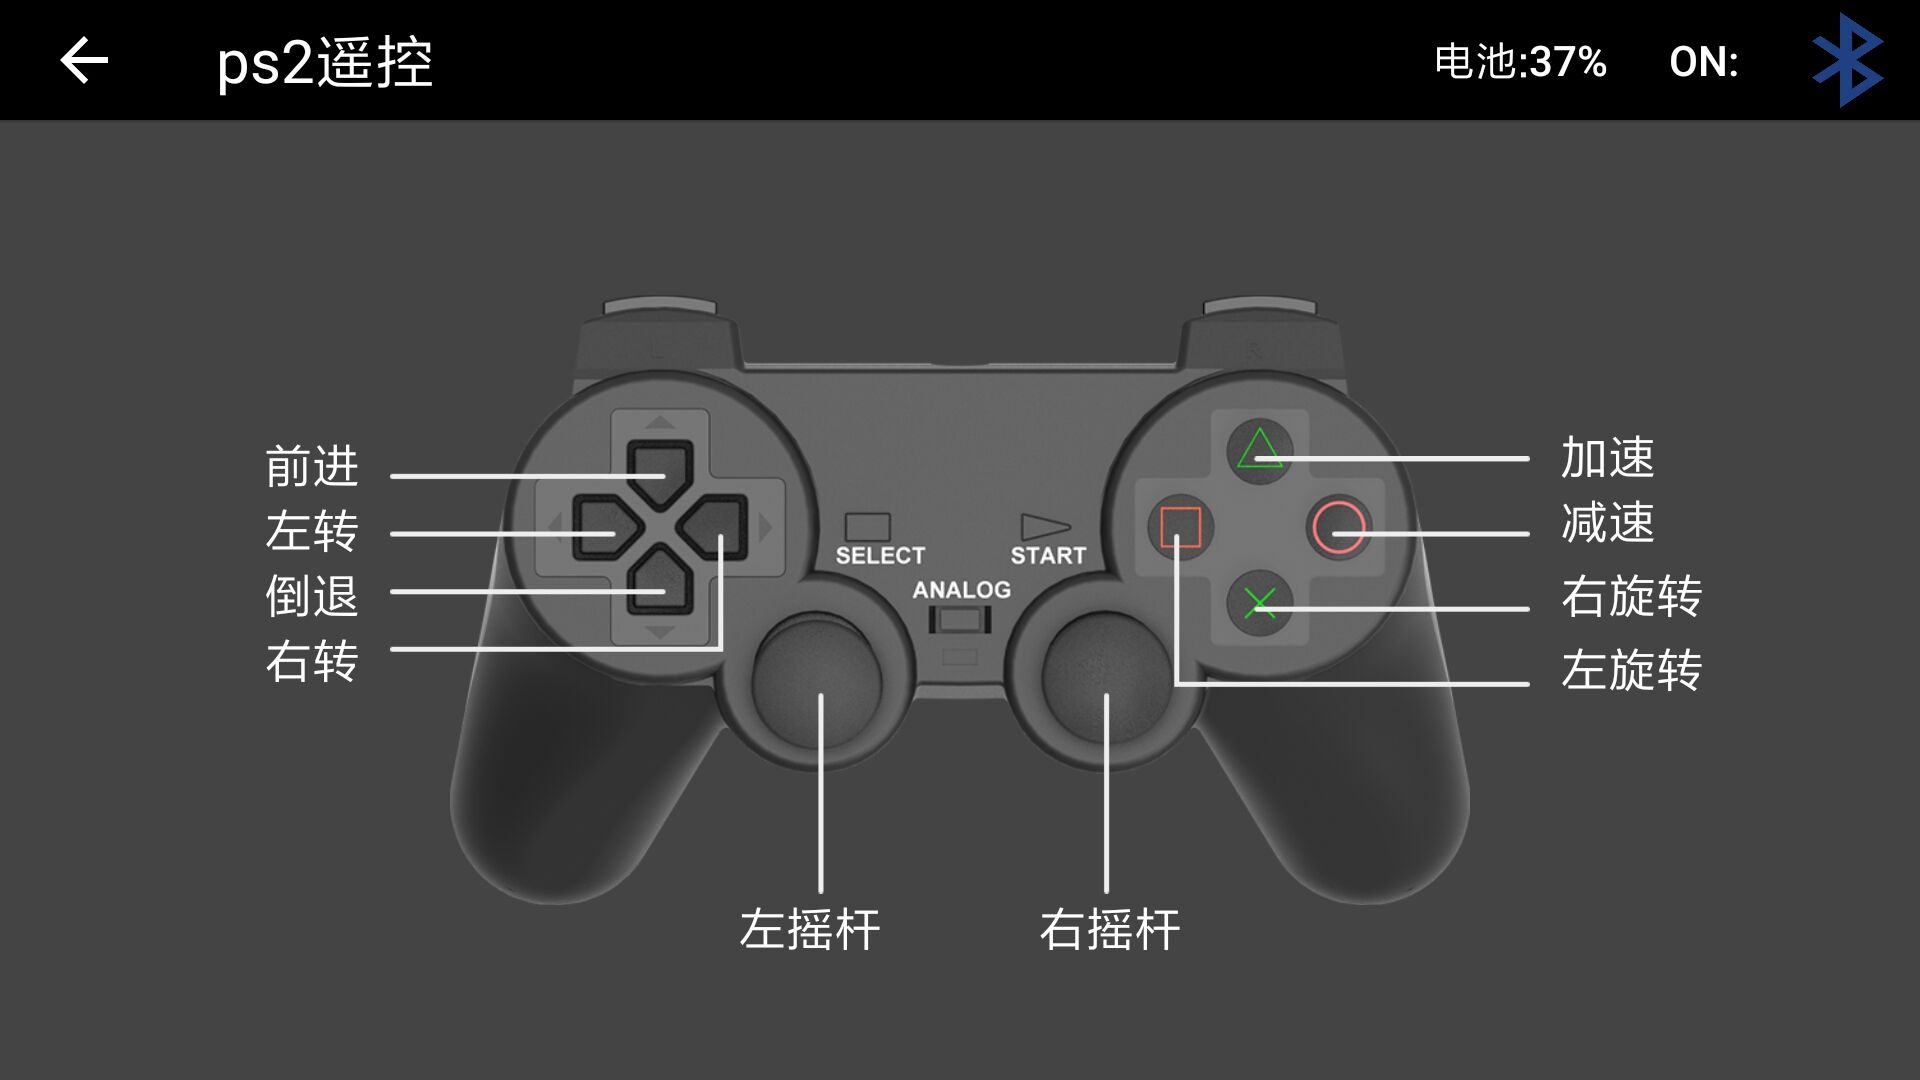 ps2遥控
电池:37%
ON:
L
R
前进
左转
倒退
右转
SELECT
START
ANALOG
加速
减速
右旋转
左旋转
左摇杆
右摇杆